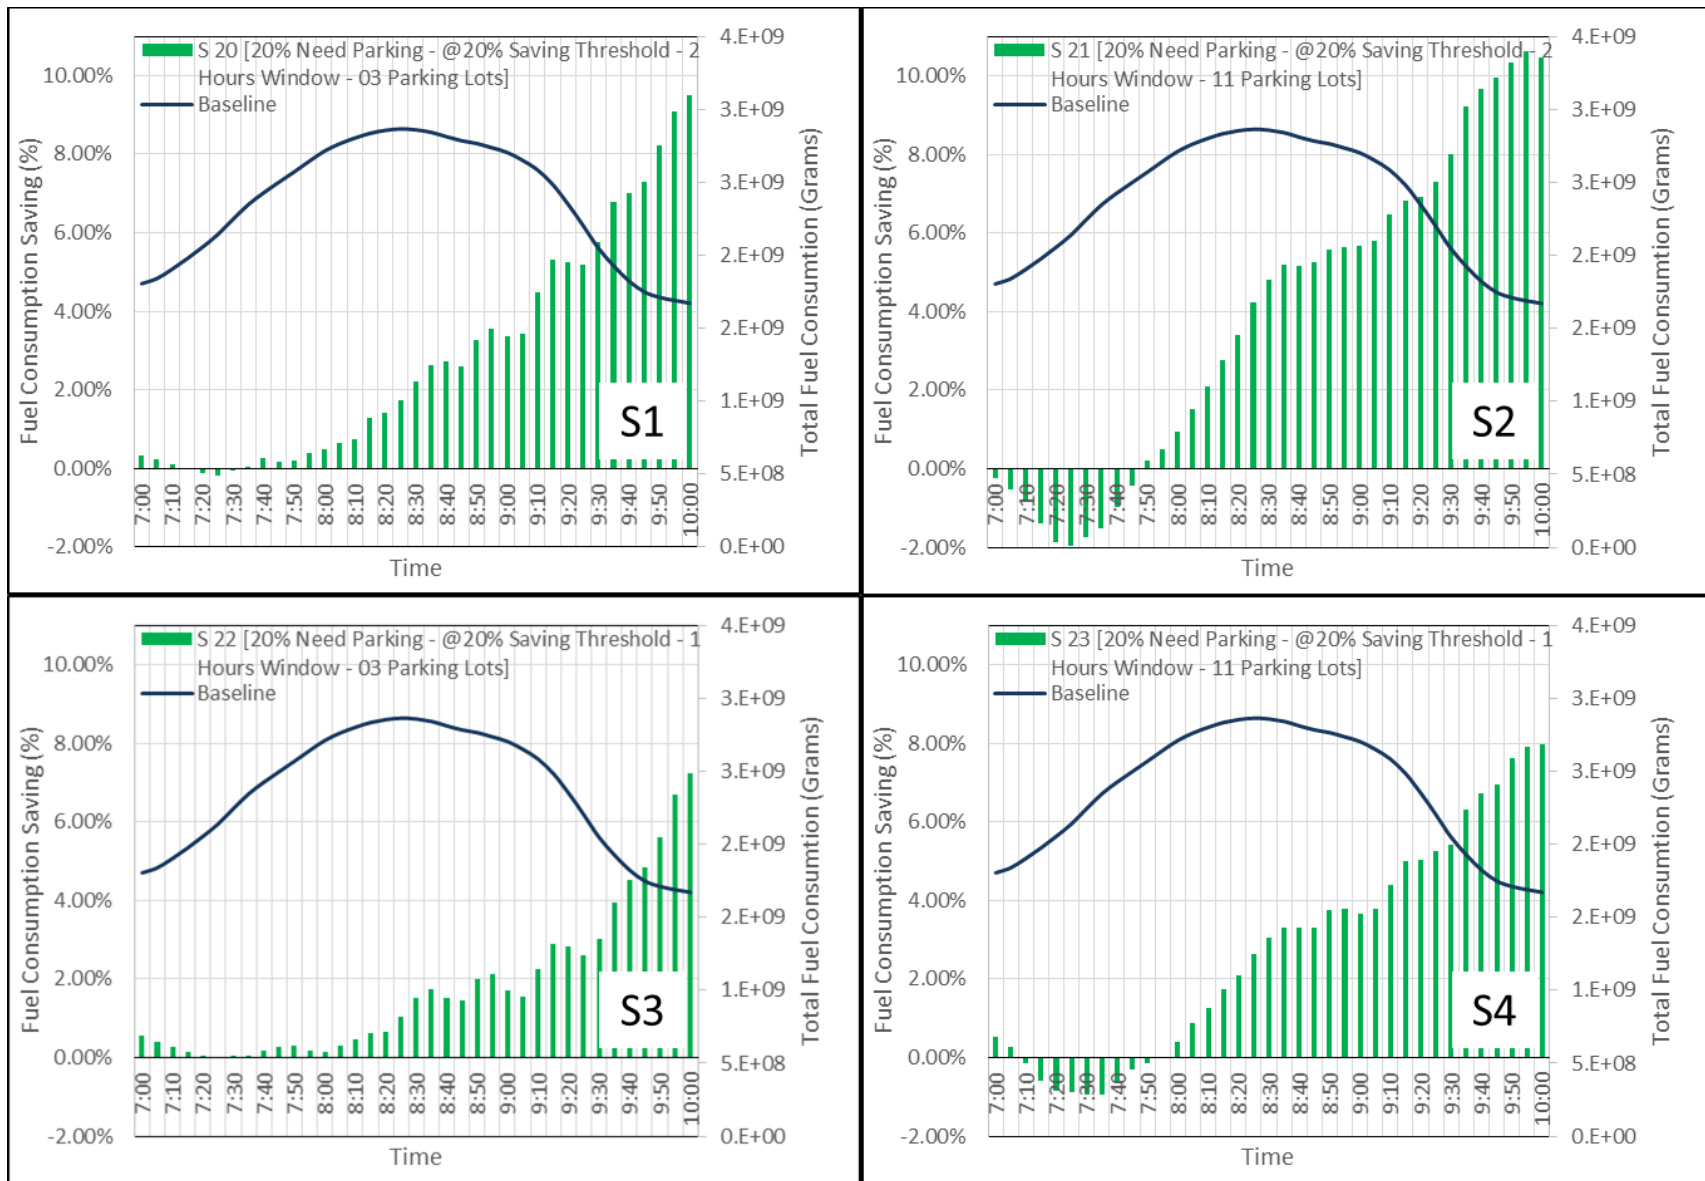 S 20 [20% Need Parking - @20% Saving Threshold - 2
Hours Window - 03 Parking Lots]
Baseline
Fuel Consumption Saving (%)
10.00%
8.00%
6.00%
4.00%
2.00%
0.00%
-2.00%
7:00 7:10 7:20 7:30 7:40 7:50 8:00 8:10 8:20 8:30 8:40 8:50 9:00 9:10 9:20 9:30 9:40 9:50 10:00
Time
4.E+09
3.E+09
3.E+09
2.E+09
2.E+09
1.E+09
5.E+08
0.E+00
Total Fuel Consumtion (Grams)
S1
S 21 [20% Need Parking - @20% Saving Threshold - 2
Hours Window - 11 Parking Lots]
Baseline
Fuel Consumption Saving (%)
10.00%
8.00%
6.00%
4.00%
2.00%
0.00%
-2.00%
7:00 7:10 7:20 7:30 7:40 7:50 8:00 8:10 8:20 8:30 8:40 8:50 9:00 9:10 9:20 9:30 9:40 9:50 10:00
Time
4.E+09
3.E+09
3.E+09
2.E+09
2.E+09
1.E+09
5.E+08
0.E+00
Total Fuel Consumtion (Grams)
S2
S 22 [20% Need Parking - @20% Saving Threshold - 1
Hours Window - 03 Parking Lots]
Baseline
Fuel Consumption Saving (%)
10.00%
8.00%
6.00%
4.00%
2.00%
0.00%
-2.00%
7:00 7:10 7:20 7:30 7:40 7:50 8:00 8:10 8:20 8:30 8:40 8:50 9:00 9:10 9:20 9:30 9:40 9:50 10:00
Time
4.E+09
3.E+09
3.E+09
2.E+09
2.E+09
1.E+09
5.E+08
0.E+00
Total Fuel Consumtion (Grams)
S3
S 23 [20% Need Parking - @20% Saving Threshold - 1
Hours Window - 11 Parking Lots]
Baseline
Fuel Consumption Saving (%)
10.00%
8.00%
6.00%
4.00%
2.00%
0.00%
-2.00%
7:00 7:10 7:20 7:30 7:40 7:50 8:00 8:10 8:20 8:30 8:40 8:50 9:00 9:10 9:20 9:30 9:40 9:50 10:00
Time
4.E+09
3.E+09
3.E+09
2.E+09
2.E+09
1.E+09
5.E+08
0.E+00
Total Fuel Consumtion (Grams)
S4